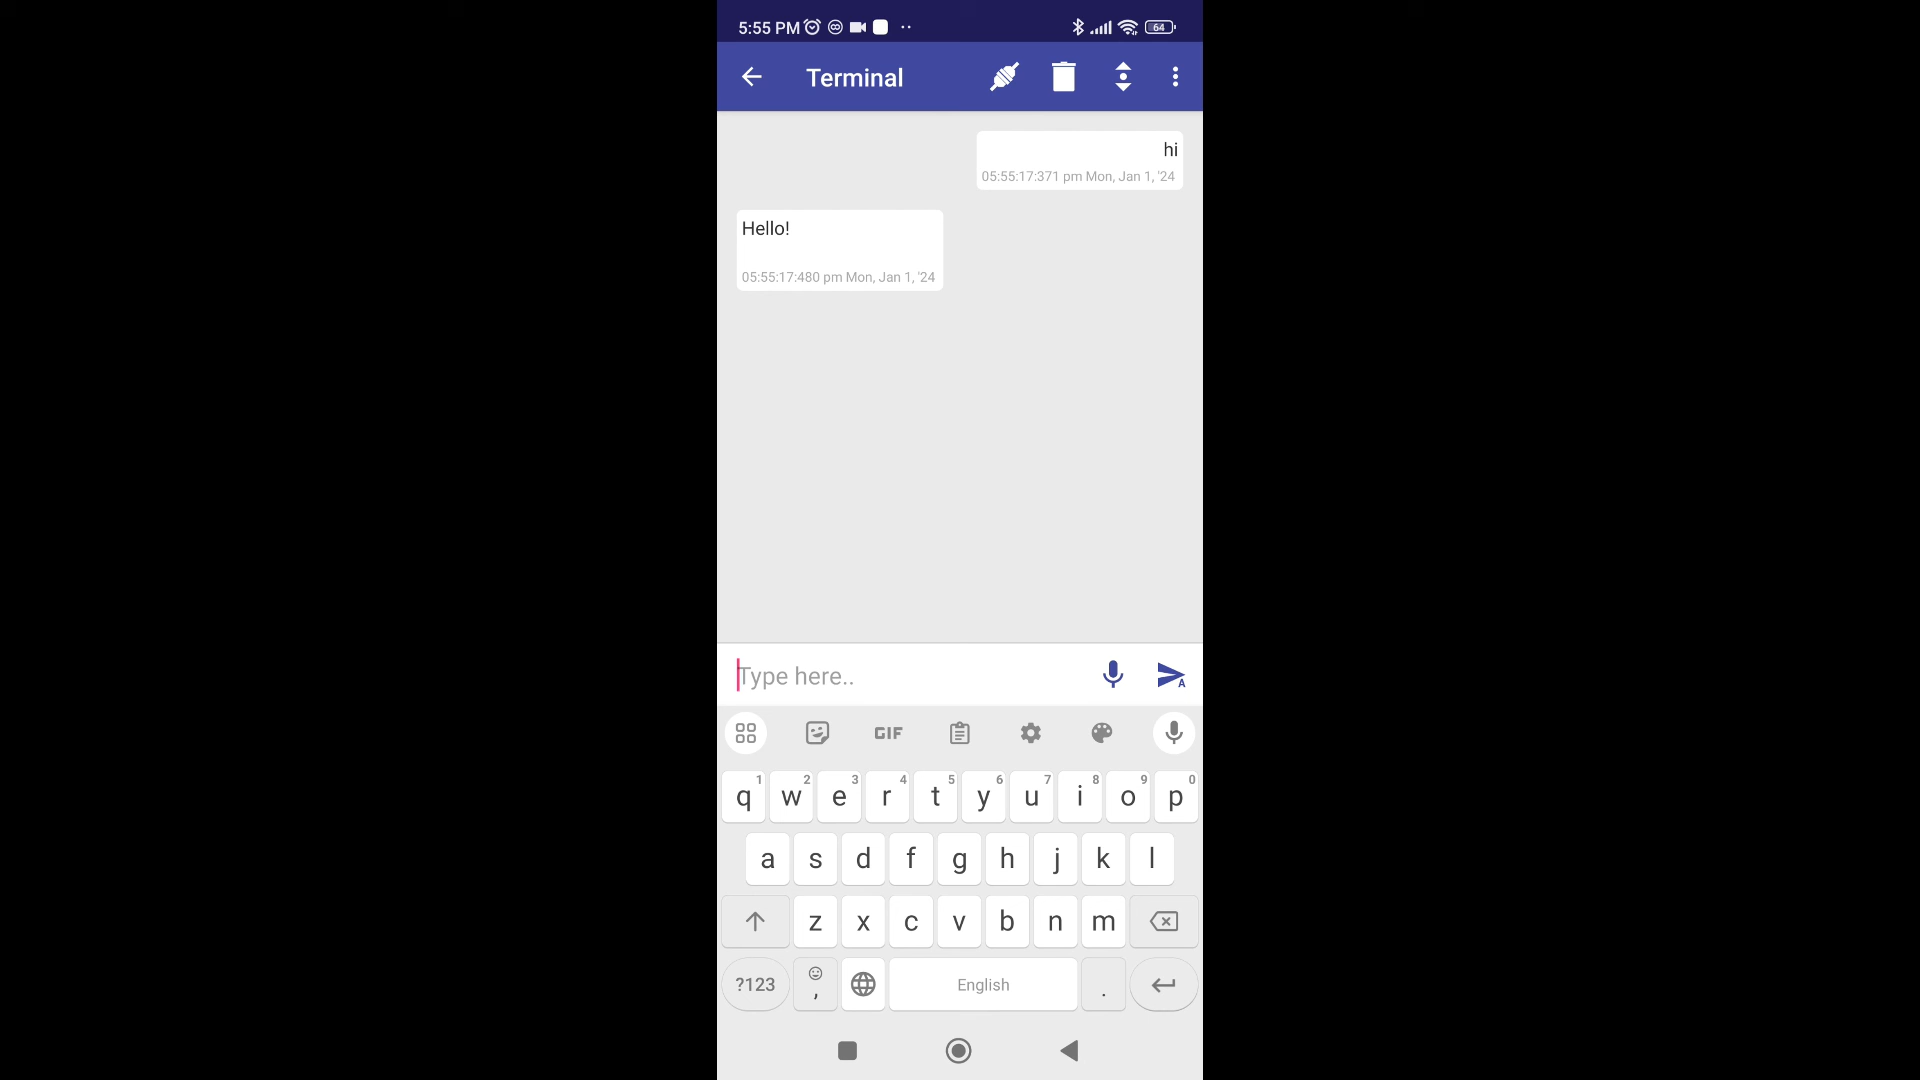 5:55 PM
64
Terminal
hi
05:55:17:371 pm Mon, Jan 1, '24
Hello!
05:55:17:480 pm Mon, Jan 1, '24
Type here..
A
GIF
1 2 3 4 5 6 7 8 9 0
q w e r t y u i o p
a s d f g h j k l
z x c v b n m
?123 , English .